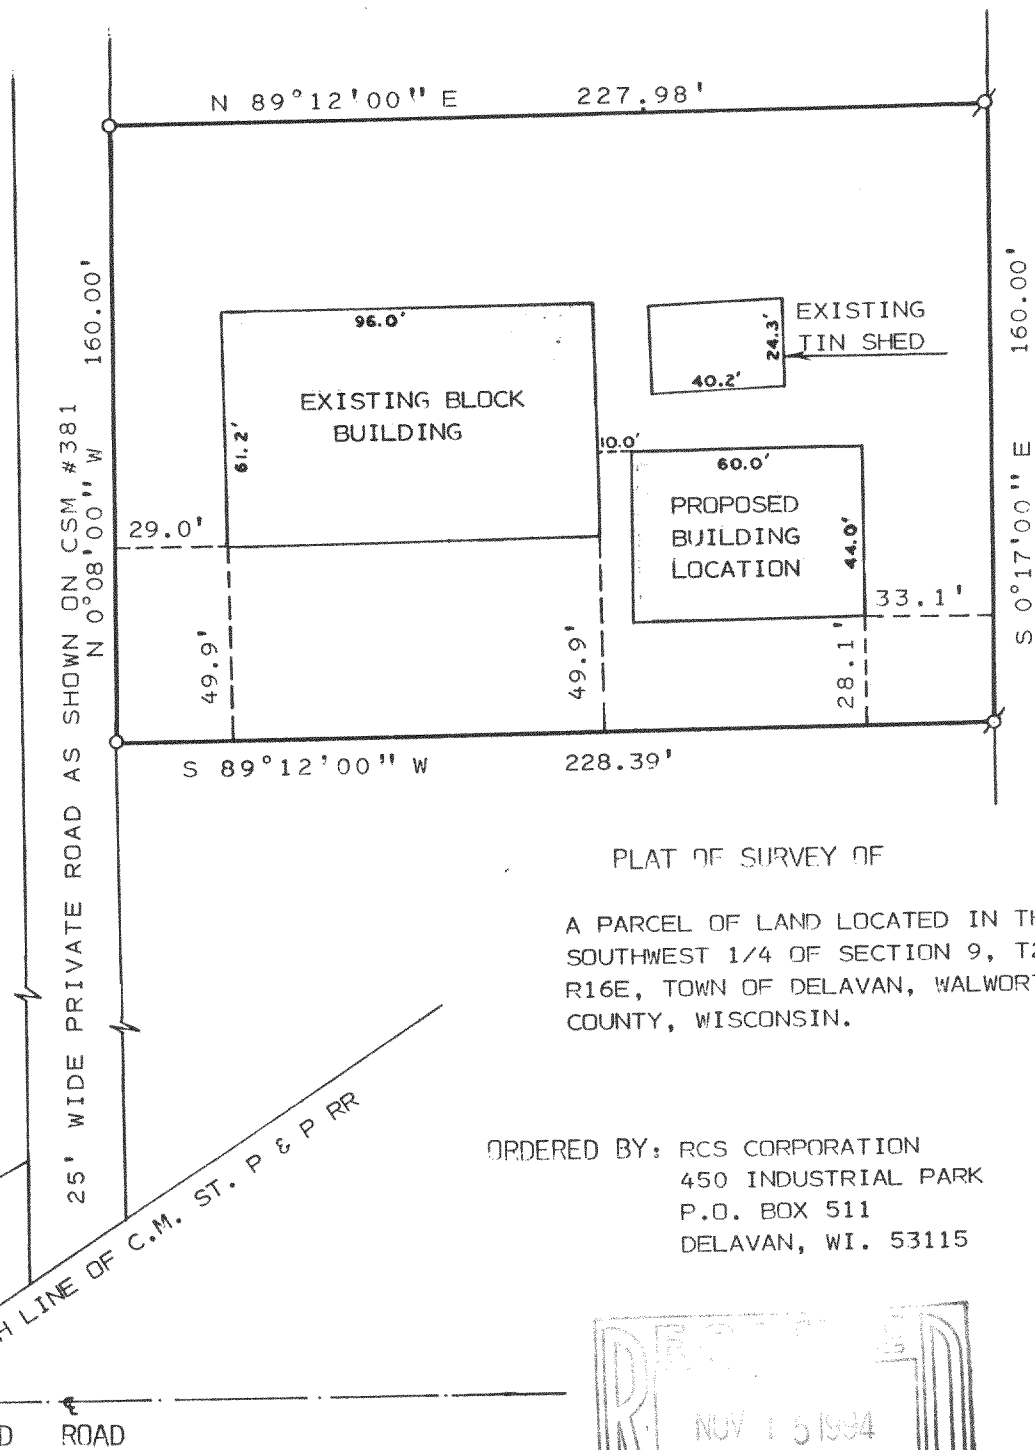 N 89°12'00" E 227.98'
N 0°08'00" W 160.00'
S 0°17'00" E 160.00'
96.0'
61.2'
EXISTING BLOCK
BUILDING
40.2'
24.3'
EXISTING
TIN SHED
10.0'
60.0'
44.0'
PROPOSED
BUILDING
LOCATION
29.0'
33.1'
49.9'
49.9'
28.1'
S 89°12'00" W 228.39'
25' WIDE PRIVATE ROAD AS SHOWN ON CSM #381
PLAT OF SURVEY OF
A PARCEL OF LAND LOCATED IN
SOUTHWEST 1/4 OF SECTION 9,
R16E, TOWN OF DELAVAN, WALWOR
COUNTY, WISCONSIN.
ORDERED BY: RCS CORPORATION
450 INDUSTRIAL PARK
P.O. BOX 511
DELAVAN, WI. 53115
LINE OF C.M. ST. P & P RR
ROAD
NOV 15 1994